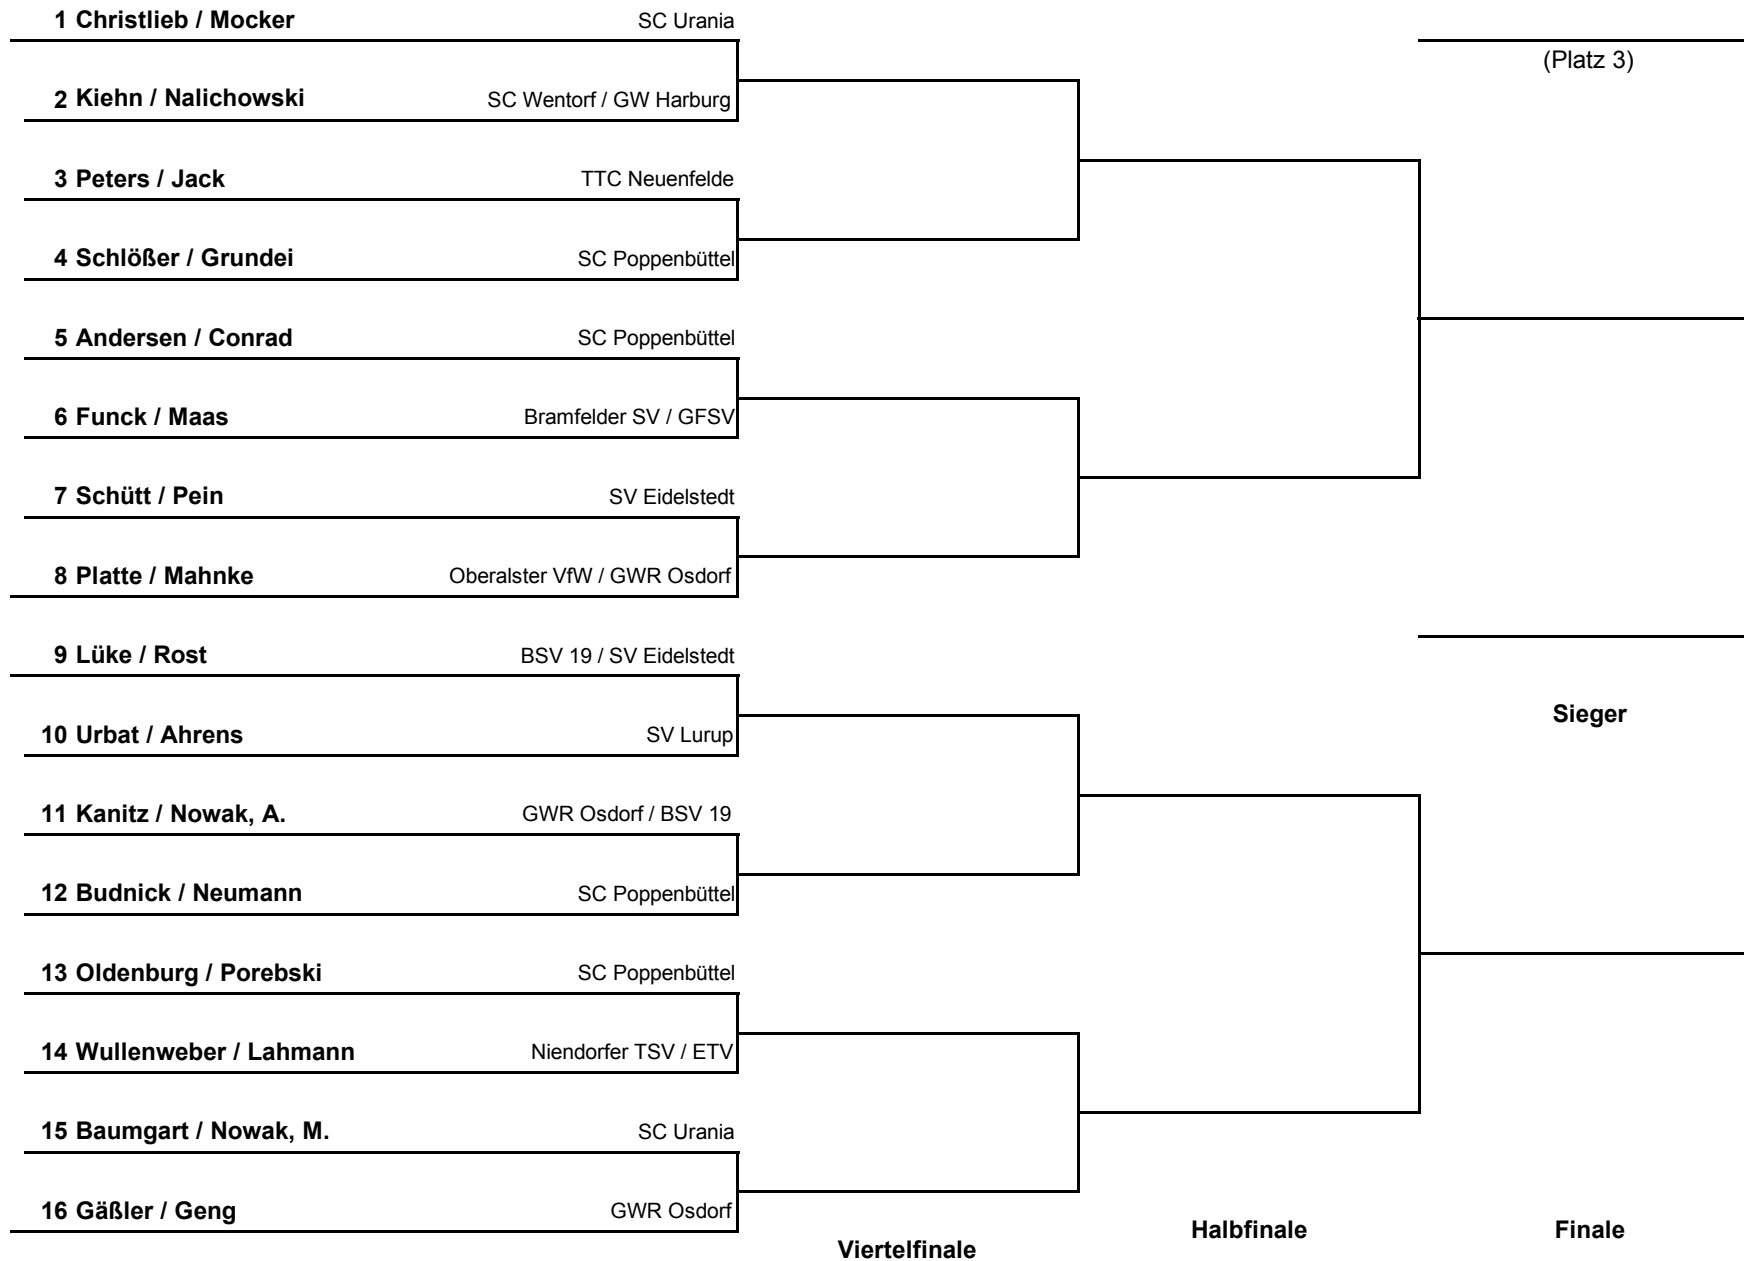 1 Christlieb / Mocker SC Urania
(Platz 3)
2 Kiehn / Nalichowski SC Wentorf / GW Harburg
3 Peters / Jack TTC Neuenfelde
4 Schlößer / Grundei SC Poppenbüttel
5 Andersen / Conrad SC Poppenbüttel
6 Funck / Maas Bramfelder SV / GFSV
7 Schütt / Pein SV Eidelstedt
8 Platte / Mahnke Oberalster VfW / GWR Osdorf
9 Lüke / Rost BSV 19 / SV Eidelstedt
Sieger
10 Urbat / Ahrens SV Lurup
11 Kanitz / Nowak, A. GWR Osdorf / BSV 19
12 Budnick / Neumann SC Poppenbüttel
13 Oldenburg / Porebski SC Poppenbüttel
14 Wullenweber / Lahmann Niendorfer TSV / ETV
15 Baumgart / Nowak, M. SC Urania
16 Gäßler / Geng GWR Osdorf
Viertelfinale Halbfinale Finale